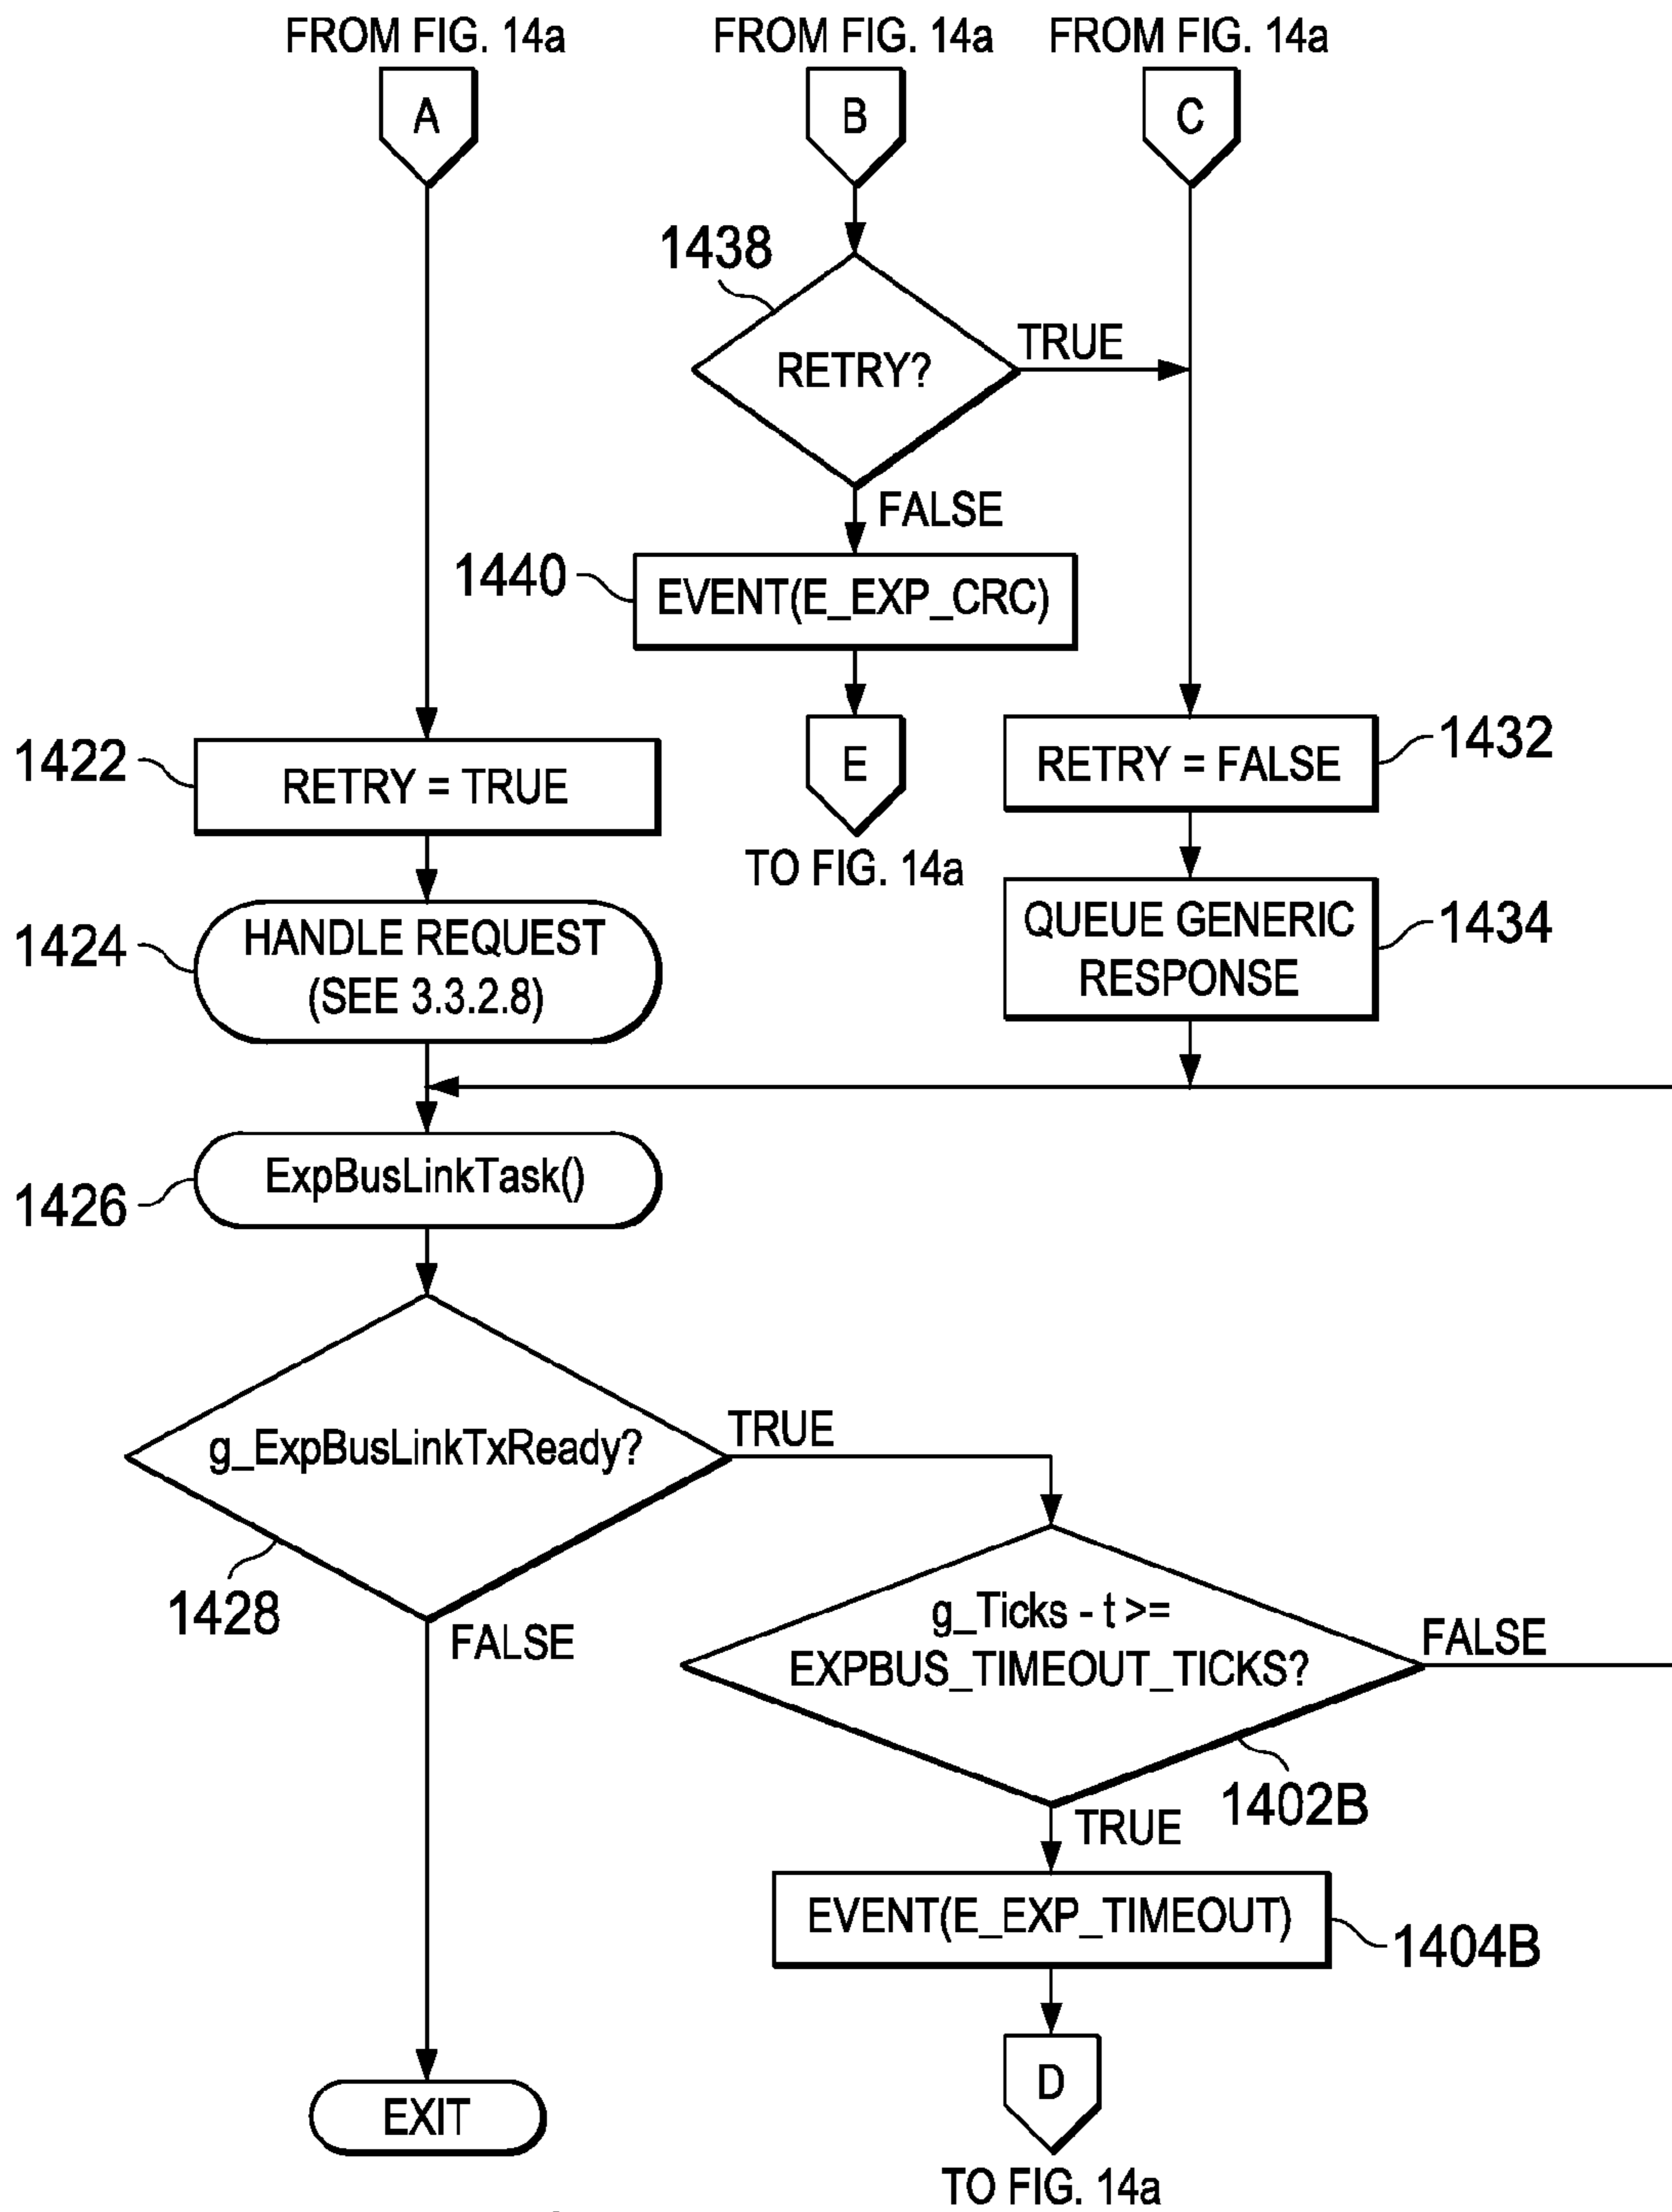 FROM FIG. 14a
FROM FIG. 14a
FROM FIG. 14a
A
B
C
1438
RETRY?
TRUE
FALSE
1440
EVENT(E_EXP_CRC)
1422
RETRY = TRUE
E
RETRY = FALSE
1432
TO FIG. 14a
1424
HANDLE REQUEST
(SEE 3.3.2.8)
QUEUE GENERIC
RESPONSE
1434
1426
ExpBusLinkTask()
g_ExpBusLinkTxReady?
TRUE
1428
FALSE
g_Ticks - t >=
EXPBUS_TIMEOUT_TICKS?
FALSE
1402B
TRUE
EVENT(E_EXP_TIMEOUT)
1404B
D
EXIT
TO FIG. 14a